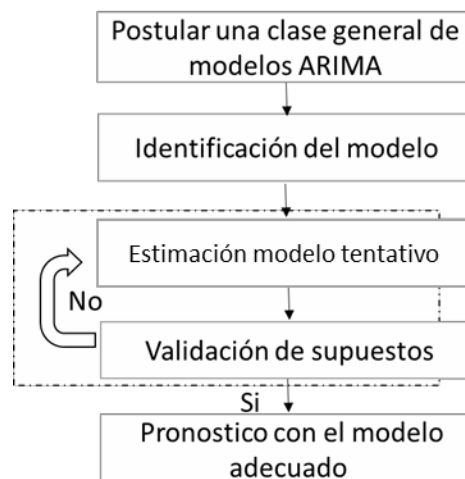 Postular una clase general de
modelos ARIMA
Identificación del modelo
Estimación modelo tentativo
No
Validación de supuestos
Si
Pronostico con el modelo
adecuado